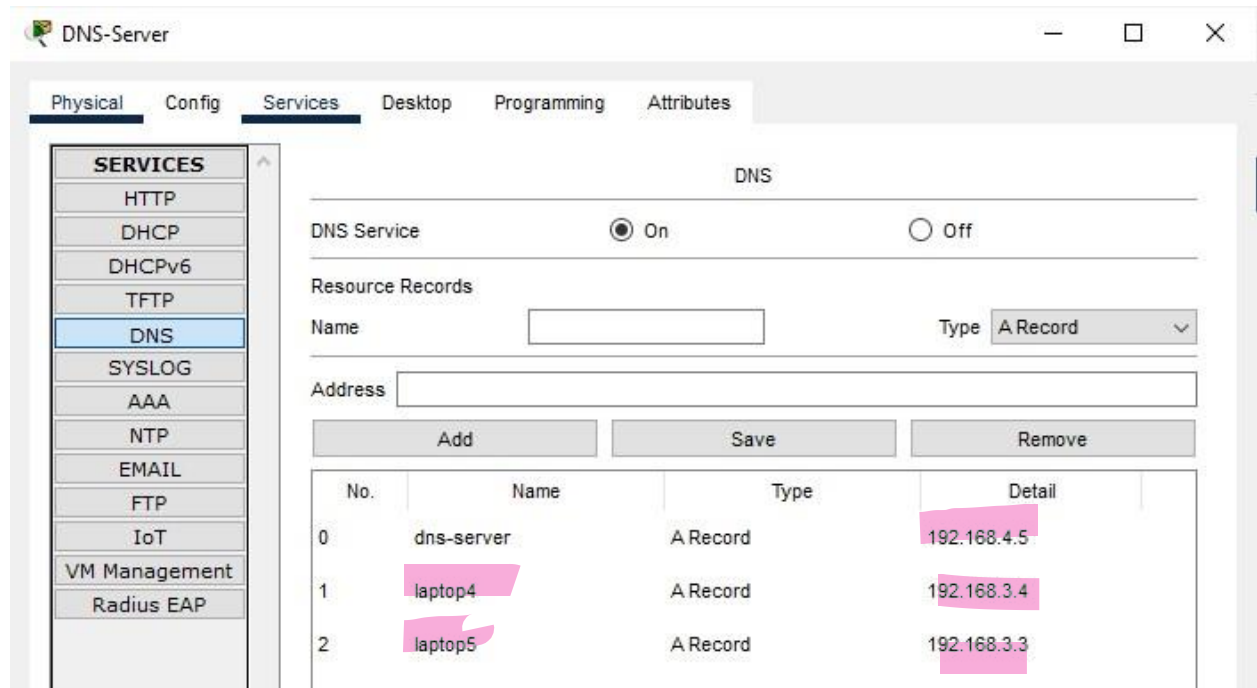 DNS-Server
Physical Config Services Desktop Programming Attributes
SERVICES
HTTP
DHCP
DHCPv6
TFTP
DNS
SYSLOG
AAA
NTP
EMAIL
FTP
IoT
VM Management
Radius EAP
DNS
DNS Service On Off
Resource Records
Name Type A Record
Address
Add Save Remove
No. Name Type Detail
0 dns-server A Record 192.168.4.5
1 laptop4 A Record 192.168.3.4
2 laptop5 A Record 192.168.3.3